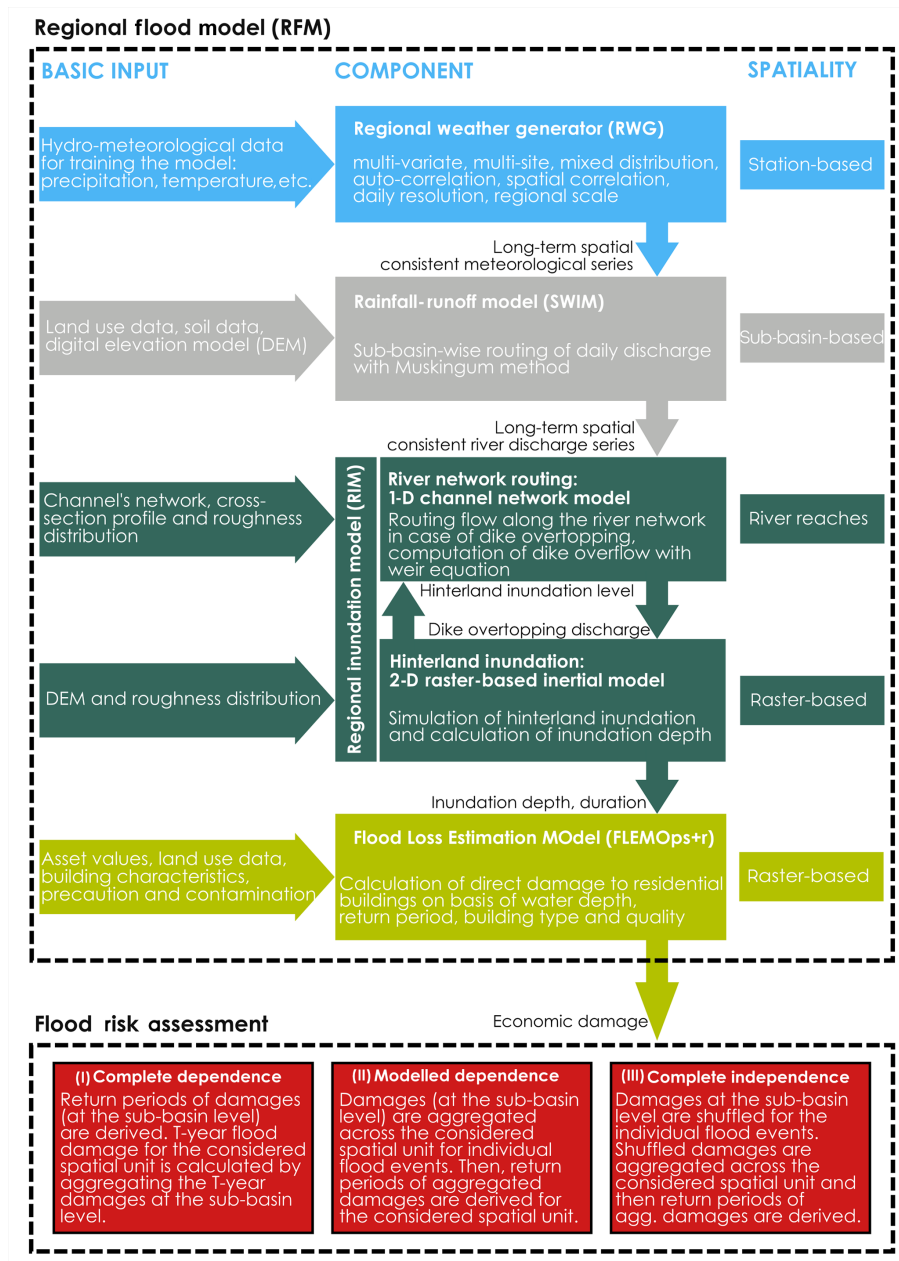 Regional flood model (RFM)
BASIC INPUT
COMPONENT
SPATIALITY
Hydro-meteorological data
for training the model:
precipitation, temperature, etc.
Regional weather generator (RWG)
multi-variate, multi-site, mixed distribution,
auto-correlation, spatial correlation,
daily resolution, regional scale
Station-based
Long-term spatial
consistent meteorological series
Land use data, soil data,
digital elevation model (DEM)
Rainfall-runoff model (SWIM)
Sub-basin-wise routing of daily discharge
with Muskingum method
Sub-basin-based
Long-term spatial
consistent river discharge series
Channel's network, cross-
section profile and roughness
distribution
Regional inundation model (RIM)
River network routing:
1-D channel network model
Routing flow along the river network
in case of dike overtopping,
computation of dike overflow with
weir equation
River reaches
Hinterland inundation level
Dike overtopping discharge
DEM and roughness distribution
Hinterland inundation:
2-D raster-based inertial model
Simulation of hinterland inundation
and calculation of inundation depth
Raster-based
Inundation depth, duration
Asset values, land use data,
building characteristics,
precaution and contamination
Flood Loss Estimation MOdel (FLEMOps+r)
Calculation of direct damage to residential
buildings on basis of water depth,
return period, building type and quality
Raster-based
Economic damage
Flood risk assessment
(I) Complete dependence
Return periods of damages
(at the sub-basin level)
are derived. T-year flood
damage for the considered
spatial unit is calculated by
aggregating the T-year
damages at the sub-basin
level.
(II) Modelled dependence
Damages (at the sub-basin
level) are aggregated
across the considered
spatial unit for individual
flood events. Then, return
periods of aggregated
damages are derived for
the considered spatial unit.
(III) Complete independence
Damages at the sub-basin
level are shuffled for the
individual flood events.
Shuffled damages are
aggregated across the
considered spatial unit and
then return periods of
agg. damages are derived.